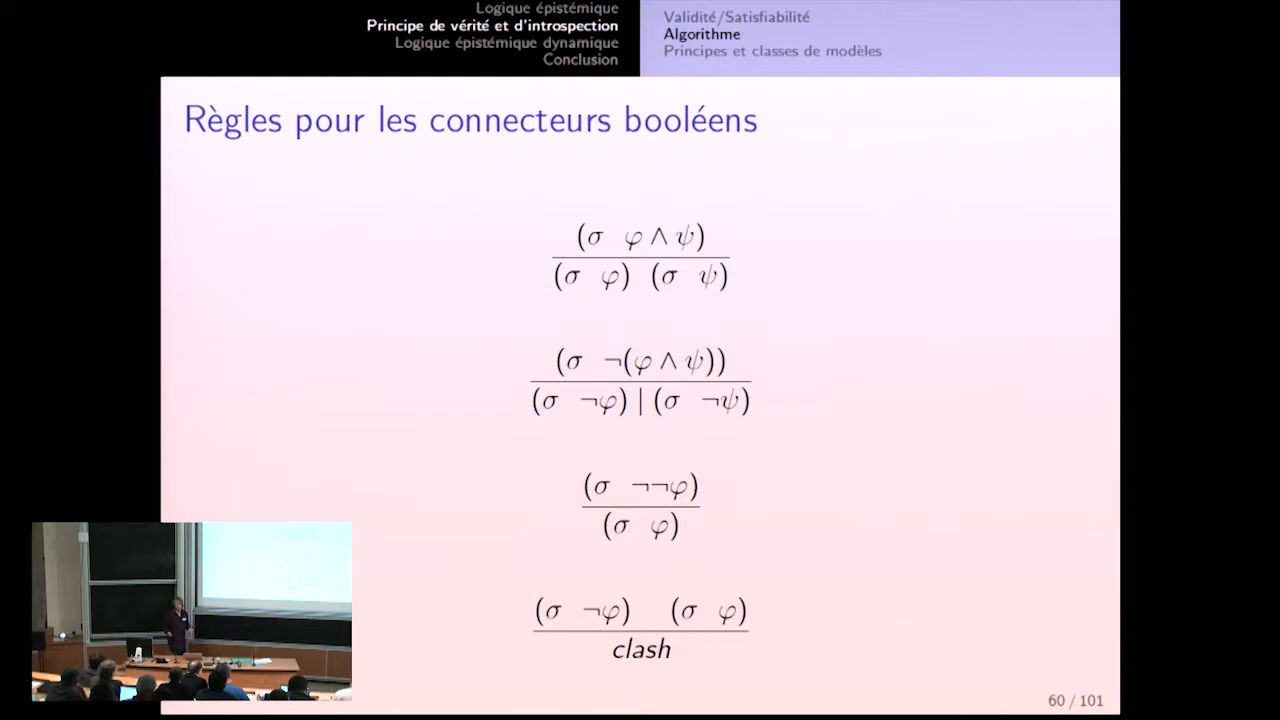 Logique épistémique
Principe de vérité et d'introspection
Logique épistémique dynamique
Conclusion
Validité/Satisfiabilité
Algorithme
Principes et classes de modèles
Règles pour les connecteurs booléens
(σ φ ∧ ψ)
(σ φ) (σ ψ)
(σ ¬(φ ∧ ψ))
(σ ¬φ) | (σ ¬ψ)
(σ ¬¬φ)
(σ φ)
(σ ¬φ) (σ φ)
clash
60 / 101